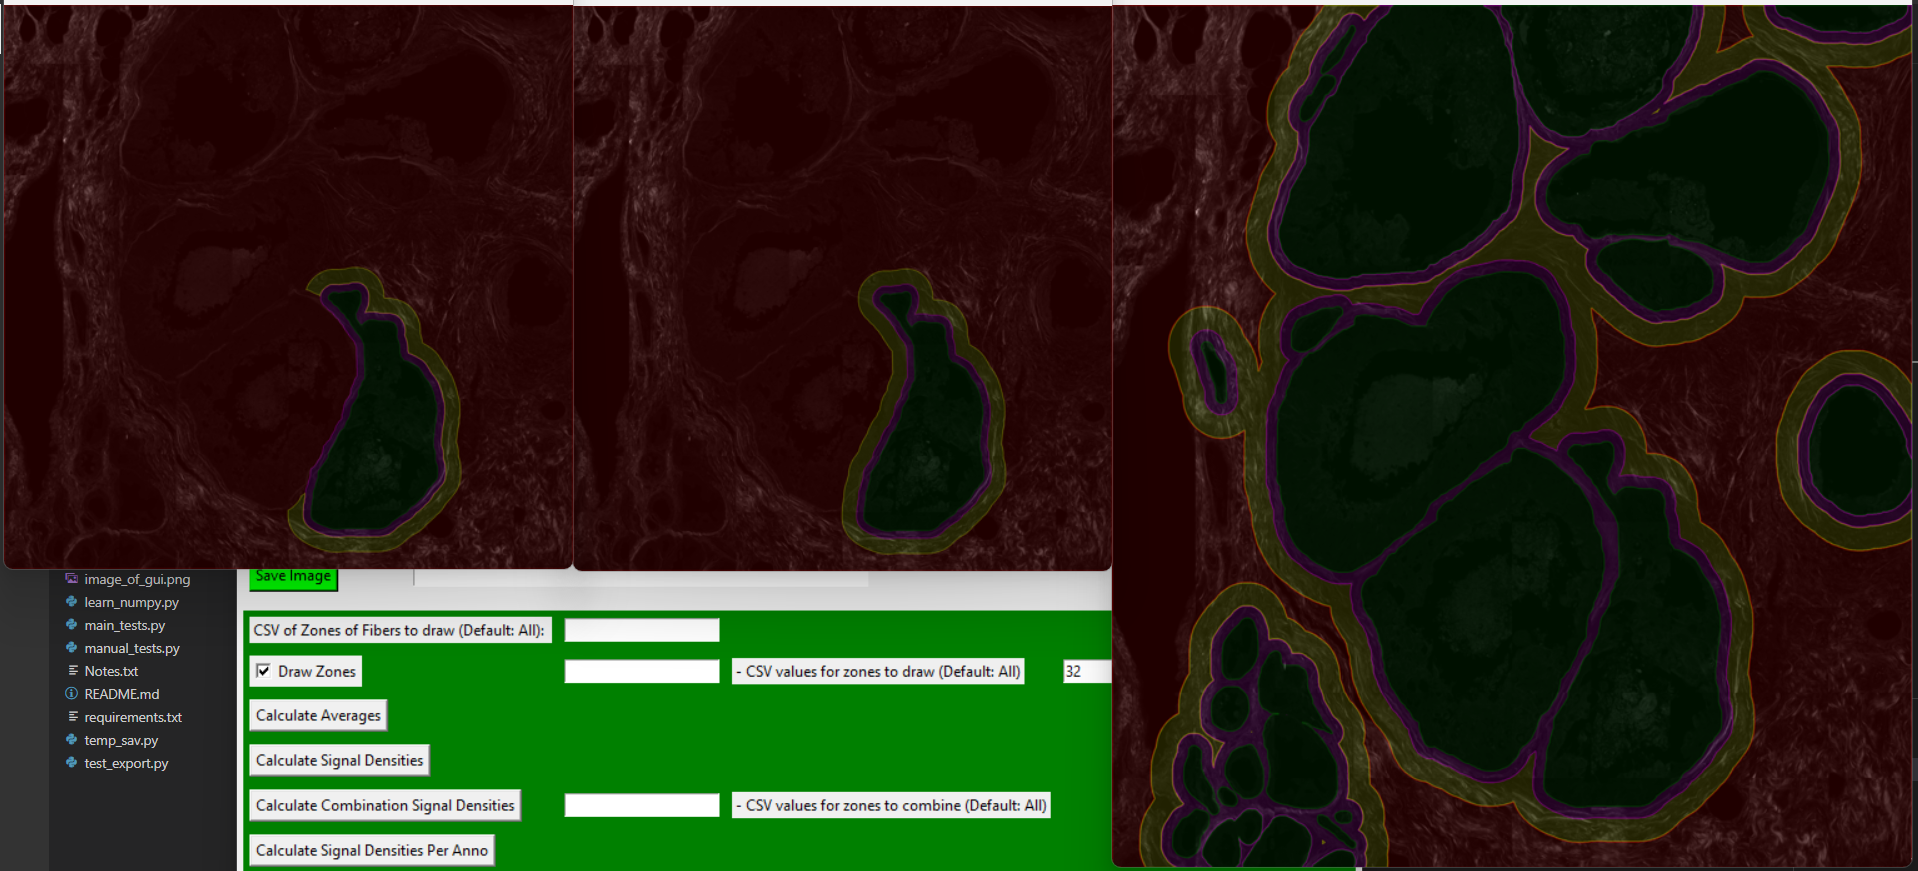 image_of_gui.png
learn_numpy.py
main_tests.py
manual_tests.py
Notes.txt
README.md
requirements.txt
temp_sav.py
test_export.py
Save Image
CSV of Zones of Fibers to draw (Default: All):
Draw Zones
- CSV values for zones to draw (Default: All)
32
Calculate Averages
Calculate Signal Densities
Calculate Combination Signal Densities
- CSV values for zones to combine (Default: All)
Calculate Signal Densities Per Anno